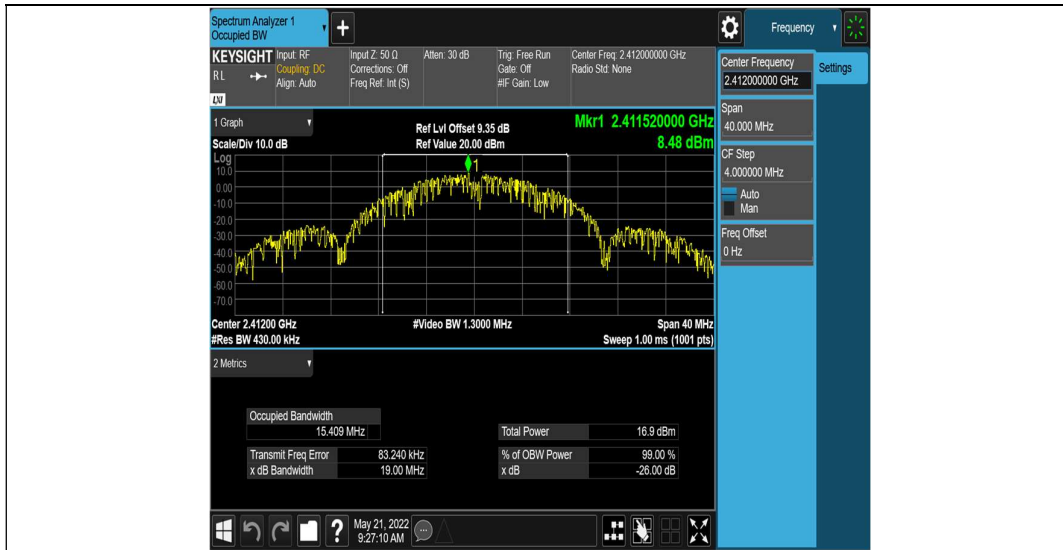 Spectrum Analyzer 1
Occupied BW
Frequency
KEYSIGHT
R L
LXI
Input: RF
Coupling: DC
Align: Auto
Input Z: 50 Ω
Corrections: Off
Freq Ref: Int (S)
Atten: 30 dB
Trig: Free Run
Gate: Off
#IF Gain: Low
Center Freq: 2.412000000 GHz
Radio Std: None
Center Frequency
2.412000000 GHz
Settings
Span
40.000 MHz
CF Step
4.000000 MHz
Auto
Man
Freq Offset
0 Hz
1 Graph
Scale/Div 10.0 dB
Ref Lvl Offset 9.35 dB
Ref Value 20.00 dBm
Mkr1 2.411520000 GHz
8.48 dBm
Log
1
10.0
0.00
-10.0
-20.0
-30.0
-40.0
-50.0
-60.0
-70.0
Center 2.41200 GHz
#Video BW 1.3000 MHz
Span 40 MHz
#Res BW 430.00 kHz
Sweep 1.00 ms (1001 pts)
2 Metrics
Occupied Bandwidth
15.409 MHz
Total Power 16.9 dBm
Transmit Freq Error 83.240 kHz
% of OBW Power 99.00 %
x dB Bandwidth 19.00 MHz
x dB -26.00 dB
?
May 21, 2022
9:27:10 AM